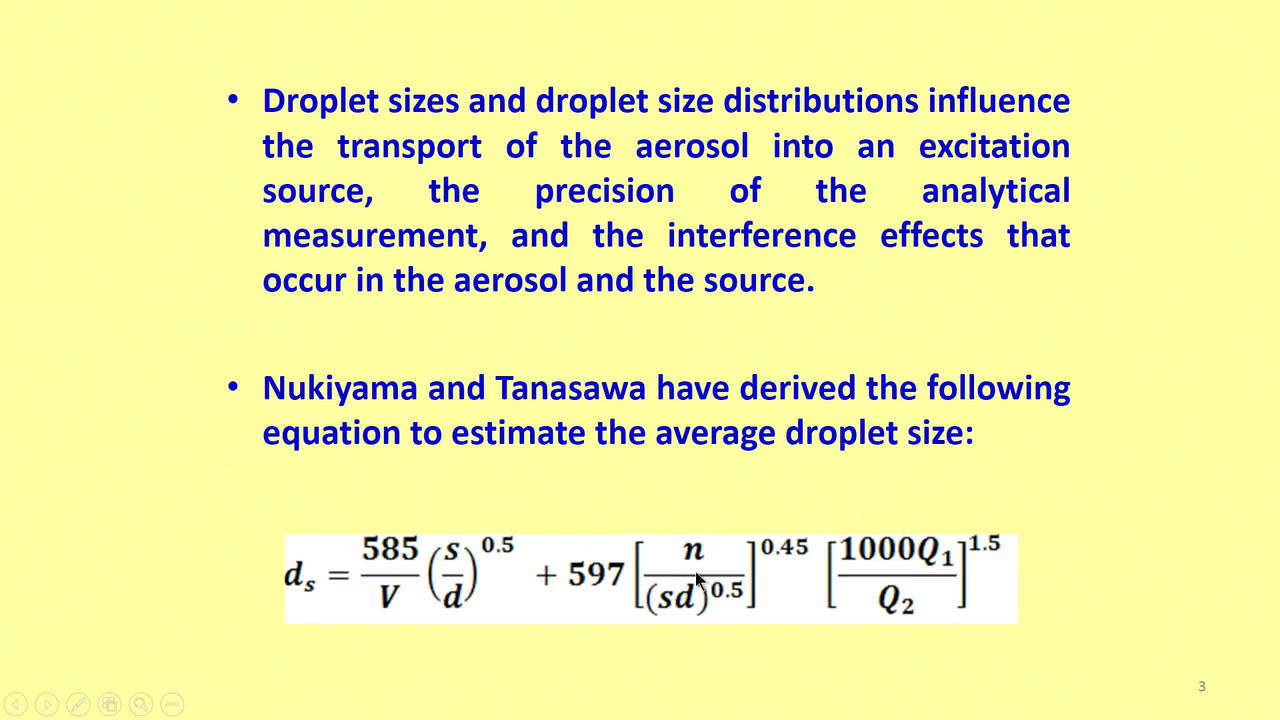 • Droplet sizes and droplet size distributions influence
the transport of the aerosol into an excitation
source, the precision of the analytical
measurement, and the interference effects that
occur in the aerosol and the source.
• Nukiyama and Tanasawa have derived the following
equation to estimate the average droplet size:
dₛ = 585/V (s/d)^0.5 + 597 [n/(sd)^0.5]^0.45 [1000Q₁/Q₂]^1.5
3